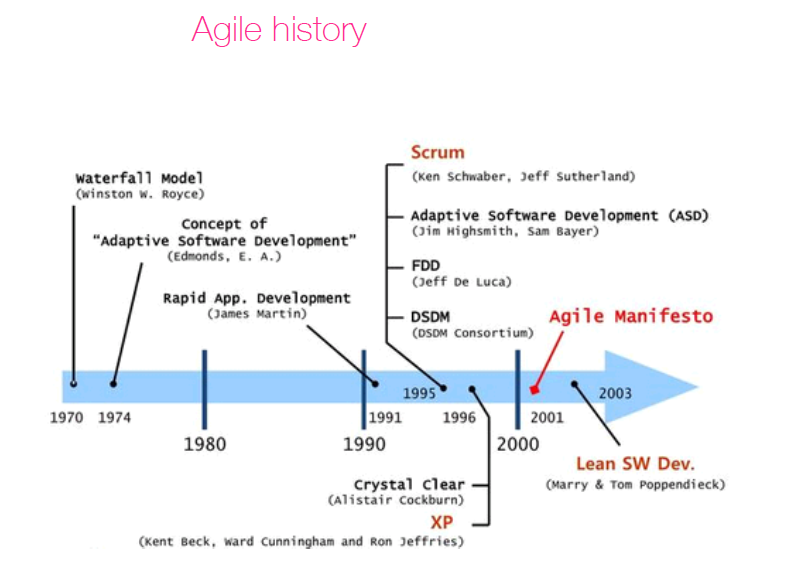 Agile history
Scrum
(Ken Schwaber, Jeff Sutherland)
Waterfall Model
(Winston W. Royce)
Adaptive Software Development (ASD)
(Jim Highsmith, Sam Bayer)
Concept of
“Adaptive Software Development”
(Edmonds, E. A.)
FDD
(Jeff De Luca)
Rapid App. Development
(James Martin)
DSDM
(DSDM Consortium)
Agile Manifesto
1995
2003
1970
1974
1991
1996
2001
1980
1990
2000
Lean SW Dev.
(Marry & Tom Poppendieck)
Crystal Clear
(Alistair Cockburn)
XP
(Kent Beck, Ward Cunningham and Ron Jeffries)